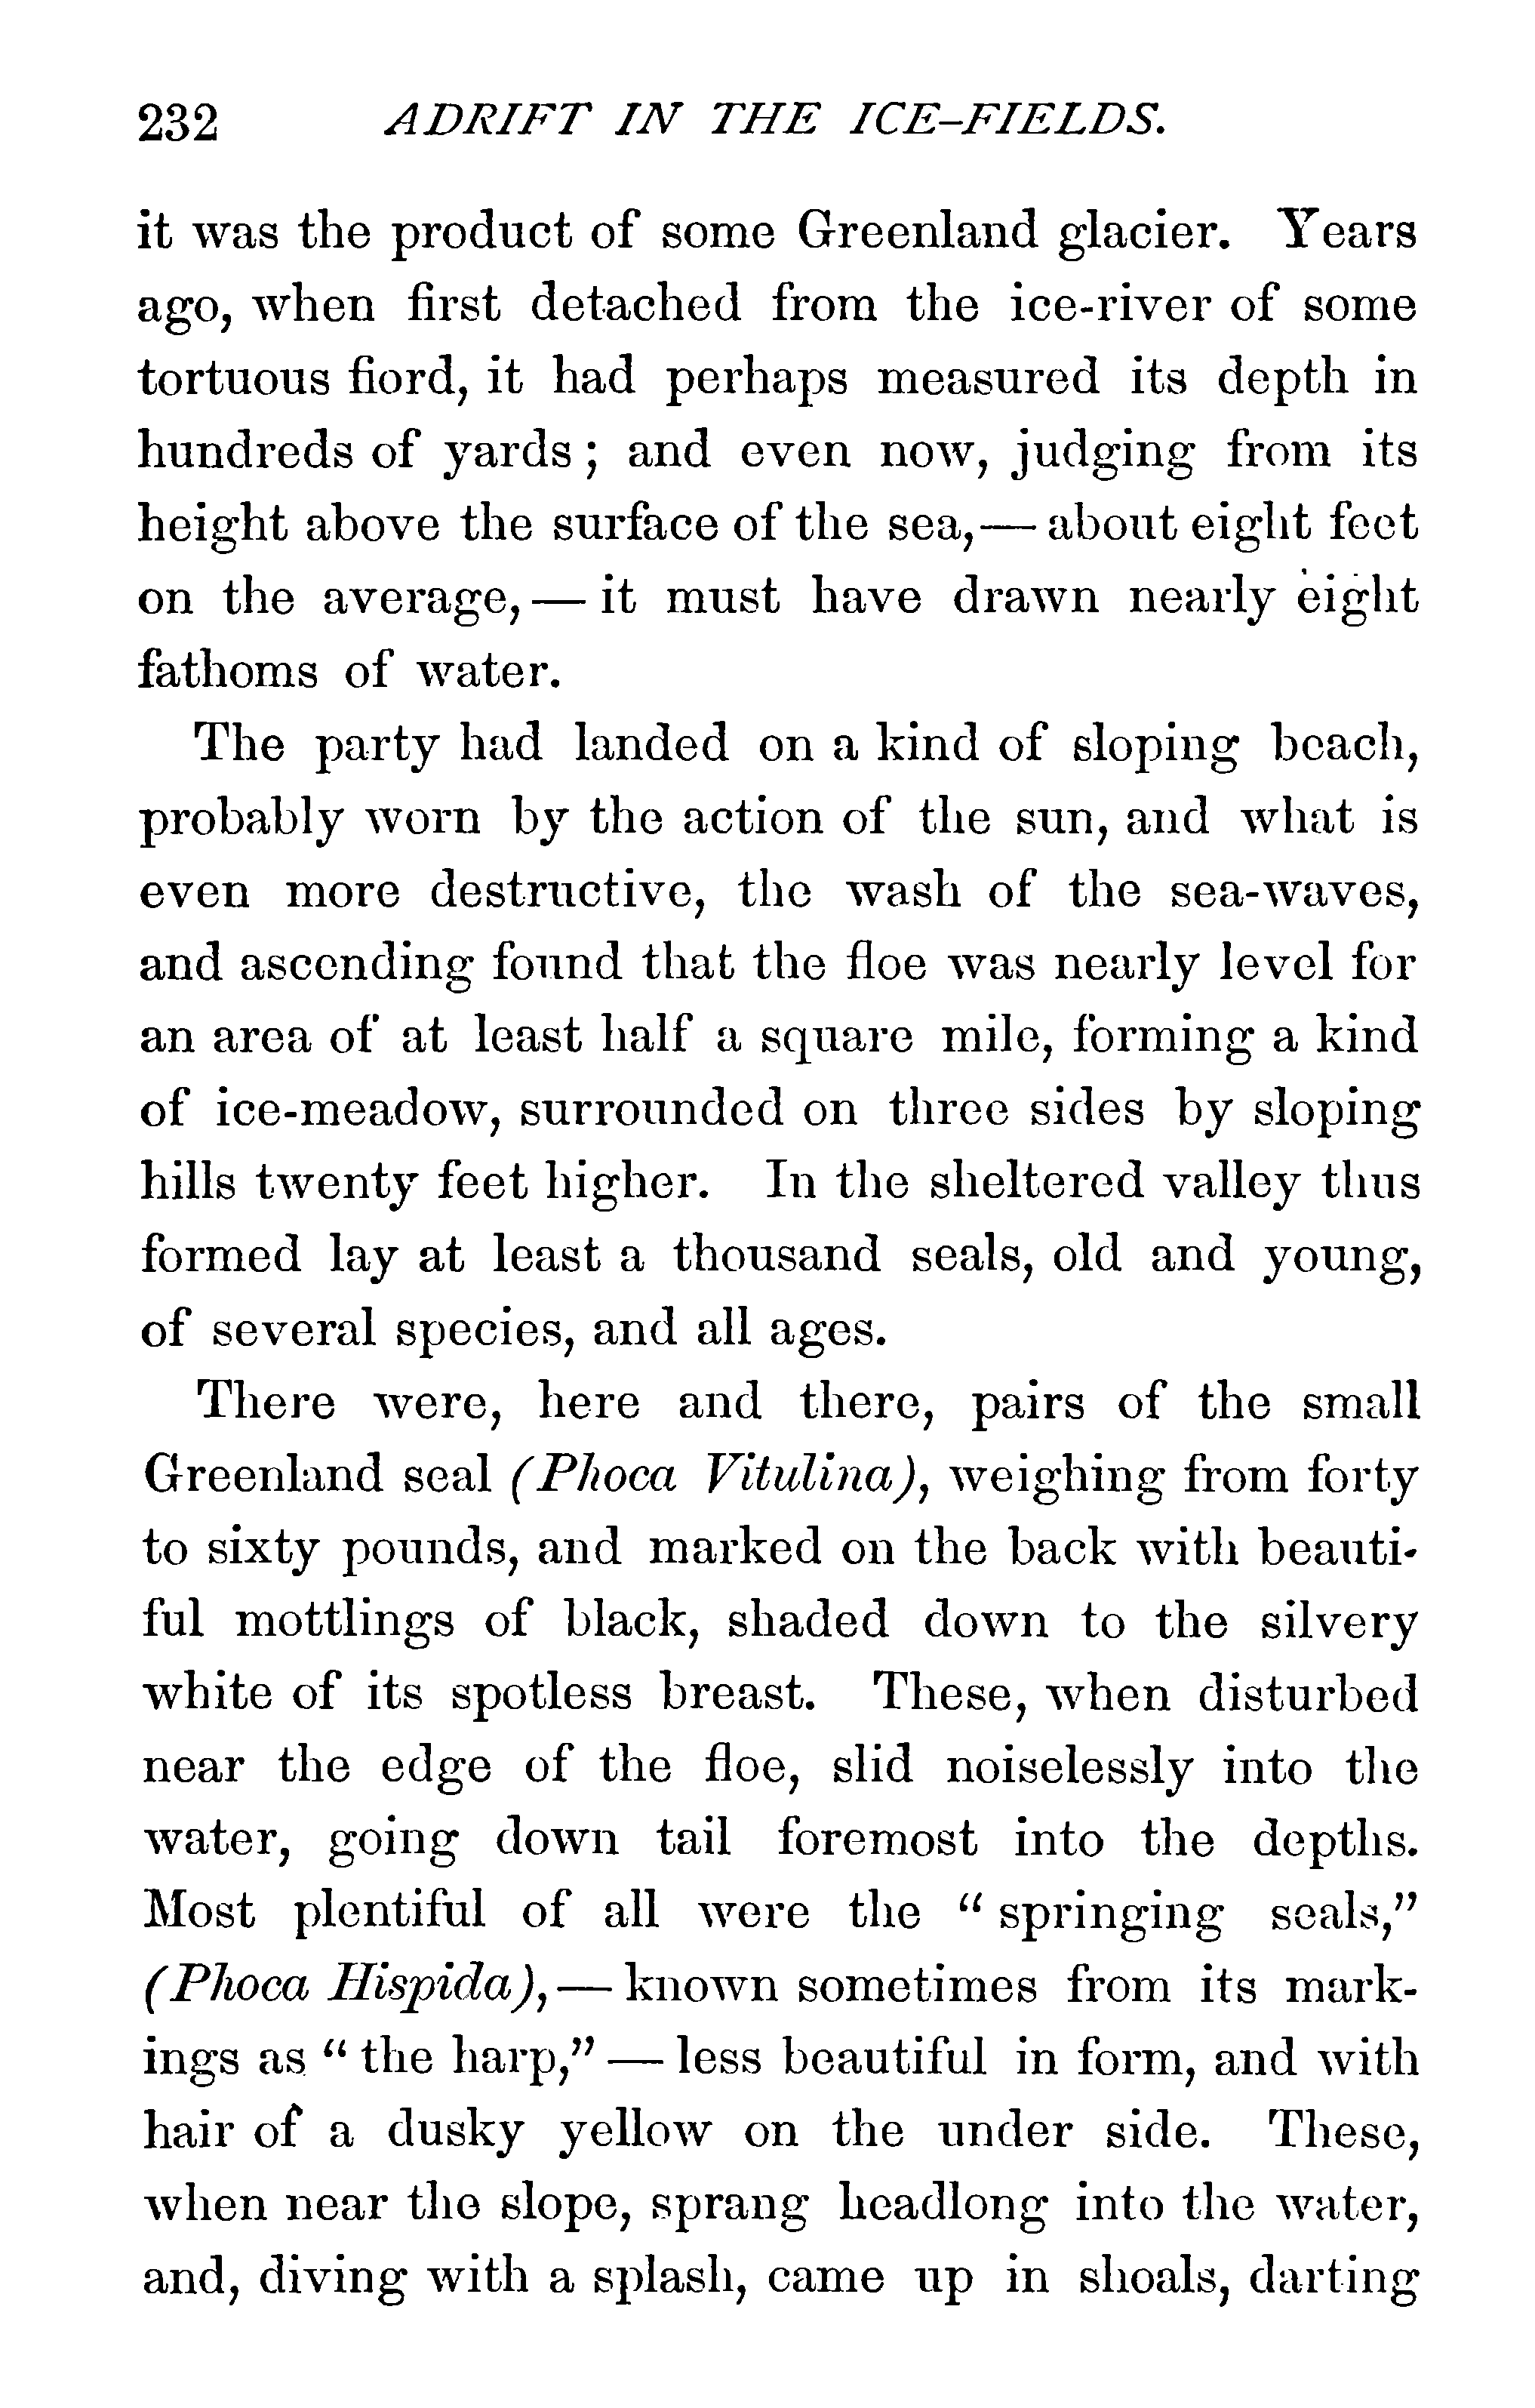 232 ADRIFT IN THE ICE-FIELDS.
it was the product of some Greenland glacier. Years
ago, when first detached from the ice-river of some
tortuous fiord, it had perhaps measured its depth in
hundreds of yards; and even now, judging from its
height above the surface of the sea,—about eight feet
on the average,—it must have drawn nearly eight
fathoms of water.
The party had landed on a kind of sloping beach,
probably worn by the action of the sun, and what is
even more destructive, the wash of the sea-waves,
and ascending found that the floe was nearly level for
an area of at least half a square mile, forming a kind
of ice-meadow, surrounded on three sides by sloping
hills twenty feet higher. In the sheltered valley thus
formed lay at least a thousand seals, old and young,
of several species, and all ages.
There were, here and there, pairs of the small
Greenland seal (Phoca Vitulina), weighing from forty
to sixty pounds, and marked on the back with beauti-
ful mottlings of black, shaded down to the silvery
white of its spotless breast. These, when disturbed
near the edge of the floe, slid noiselessly into the
water, going down tail foremost into the depths.
Most plentiful of all were the "springing seals,"
(Phoca Hispida),—known sometimes from its mark-
ings as "the harp,"—less beautiful in form, and with
hair of a dusky yellow on the under side. These,
when near the slope, sprang headlong into the water,
and, diving with a splash, came up in shoals, darting